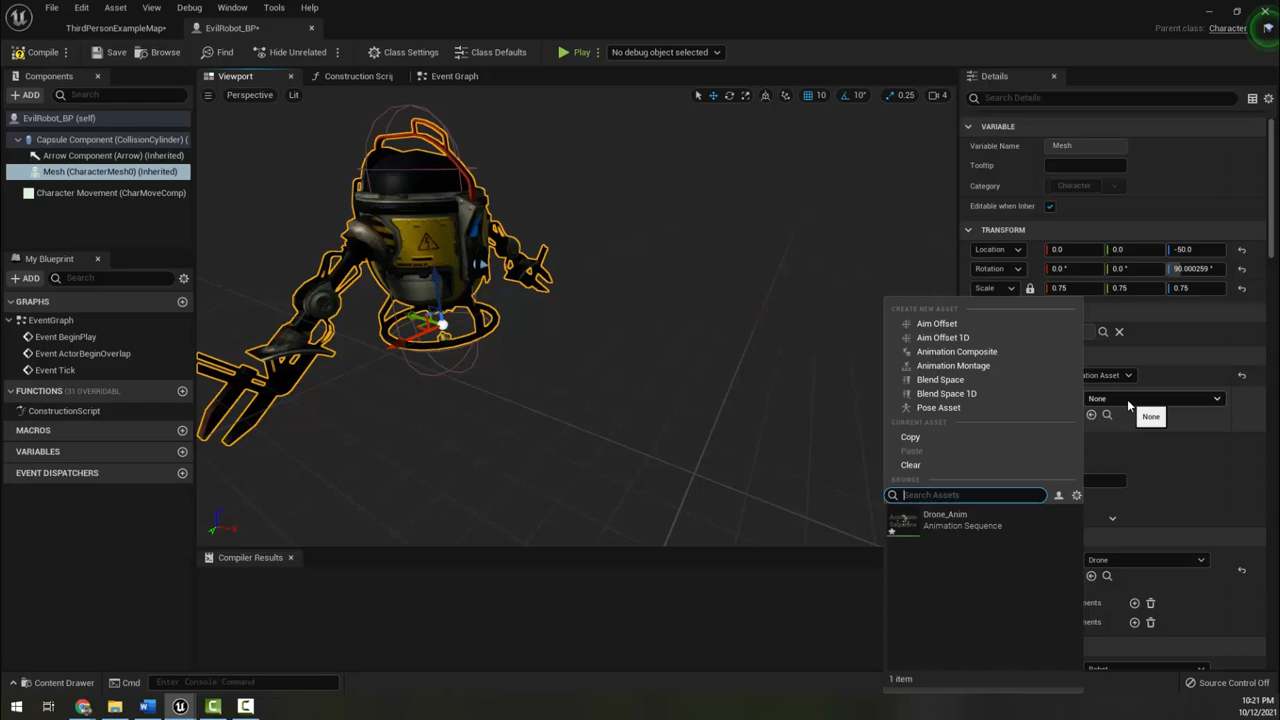 File Edit Asset View Debug Window Tools Help
ThirdPersonExampleMap*
EvilRobot_BP*
Parent class: Character
Compile Save Browse Find Hide Unrelated Class Settings Class Defaults Play No debug object selected
Components
ADD Search
EvilRobot_BP (self)
Capsule Component (CollisionCylinder) (
Arrow Component (Arrow) (Inherited)
Mesh (CharacterMesh0) (Inherited)
Character Movement (CharMoveComp)
My Blueprint
ADD Search
GRAPHS
EventGraph
Event BeginPlay
Event ActorBeginOverlap
Event Tick
FUNCTIONS (31 OVERRIDABL
ConstructionScript
MACROS
VARIABLES
EVENT DISPATCHERS
Viewport Construction Scrip Event Graph
Perspective Lit
10 10° 0.25 4
Compiler Results
Details
Search Details
VARIABLE
Variable Name Mesh
Tooltip
Category Character
Editable when Inher
TRANSFORM
Location 0.0 0.0 -50.0
Rotation 0.0 ° 0.0 ° 90.000259 °
Scale 0.75 0.75 0.75
CREATE NEW ASSET
Aim Offset
Aim Offset 1D
Animation Composite
Animation Montage
Blend Space
Blend Space 1D
Pose Asset
CURRENT ASSET
Copy
Paste
Clear
BROWSE
Search Assets
Animation Sequence
Drone_Anim
Animation Sequence
1 item
ation Asset
None
None
Drone
ments
ments
Robot
Content Drawer Cmd Enter Console Command
Source Control Off
10:21 PM
10/12/2021